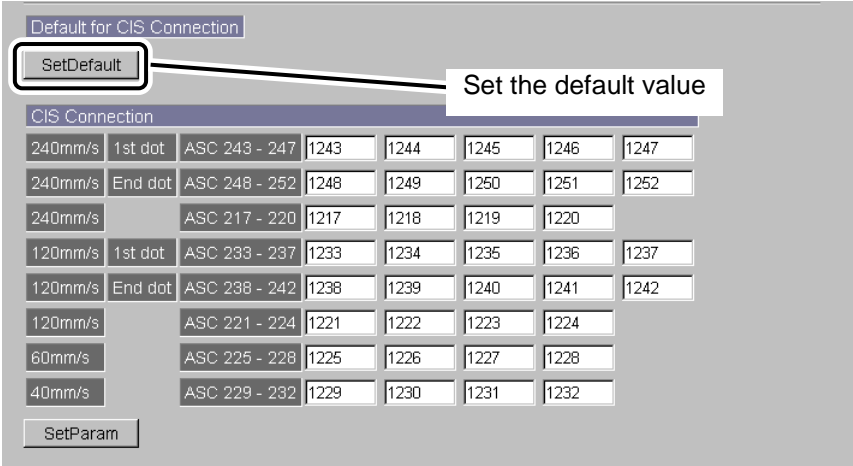 Default for CIS Connection
SetDefault
Set the default value
CIS Connection
240mm/s 1st dot ASC 243 - 247 1243 1244 1245 1246 1247
240mm/s End dot ASC 248 - 252 1248 1249 1250 1251 1252
240mm/s ASC 217 - 220 1217 1218 1219 1220
120mm/s 1st dot ASC 233 - 237 1233 1234 1235 1236 1237
120mm/s End dot ASC 238 - 242 1238 1239 1240 1241 1242
120mm/s ASC 221 - 224 1221 1222 1223 1224
60mm/s ASC 225 - 228 1225 1226 1227 1228
40mm/s ASC 229 - 232 1229 1230 1231 1232
SetParam